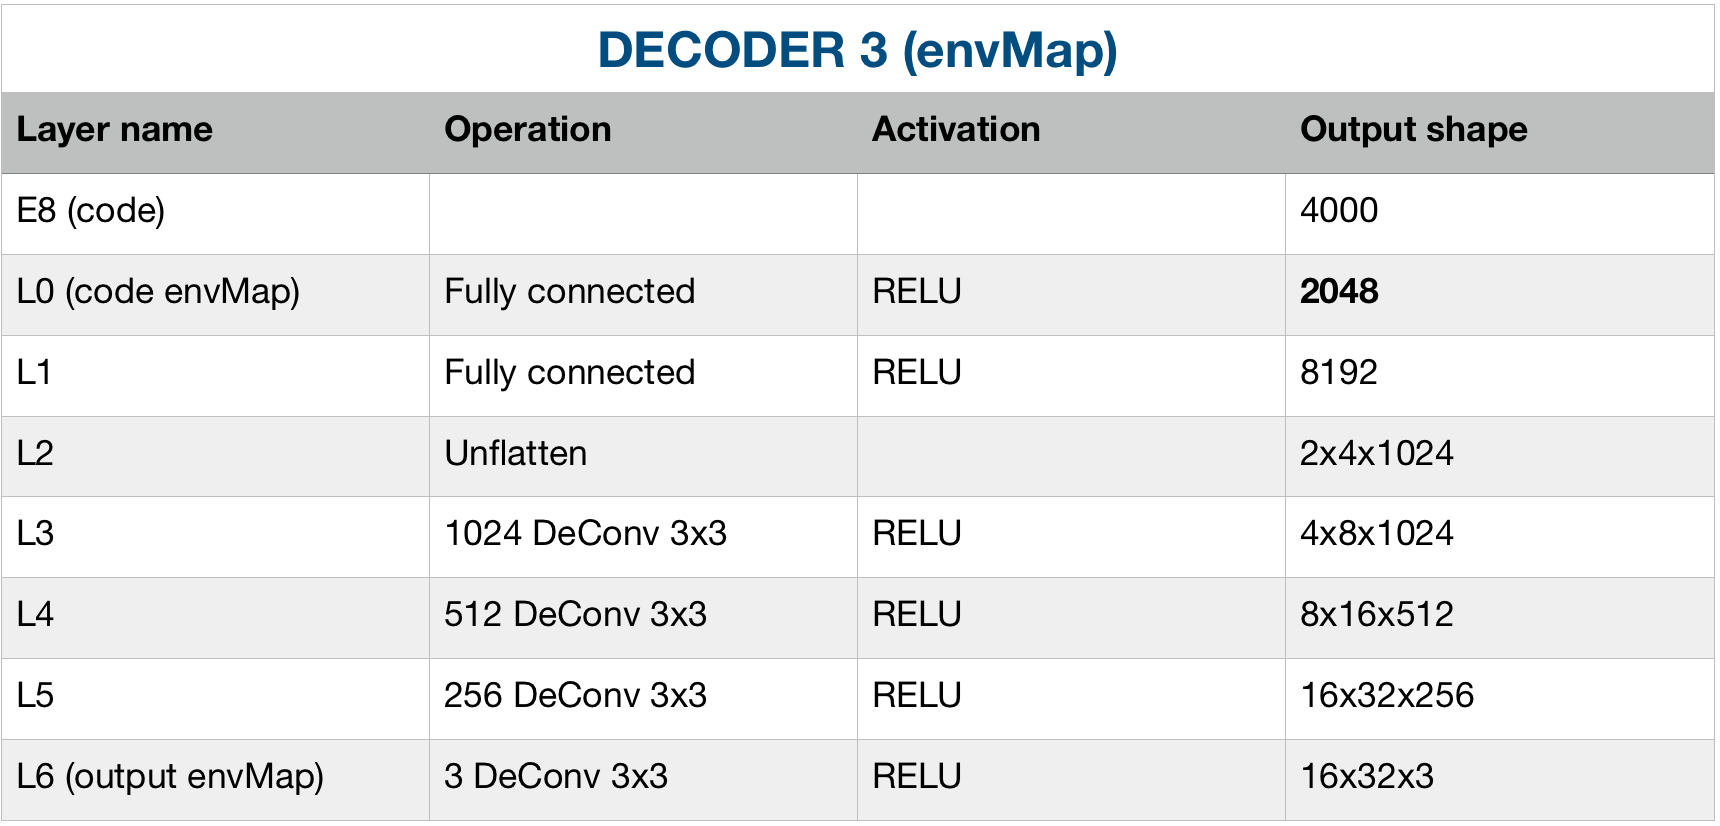 DECODER 3 (envMap)
Layer name Operation Activation Output shape
E8 (code) 4000
L0 (code envMap) Fully connected RELU 2048
L1 Fully connected RELU 8192
L2 Unflatten 2x4x1024
L3 1024 DeConv 3x3 RELU 4x8x1024
L4 512 DeConv 3x3 RELU 8x16x512
L5 256 DeConv 3x3 RELU 16x32x256
L6 (output envMap) 3 DeConv 3x3 RELU 16x32x3